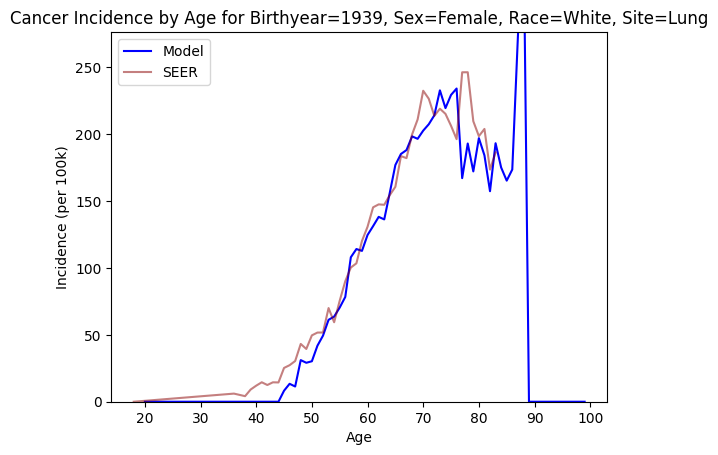 Cancer Incidence by Age for Birthyear=1939, Sex=Female, Race=White, Site=Lung
Model
SEER
Incidence (per 100k)
250
200
150
100
50
0
20 30 40 50 60 70 80 90 100
Age